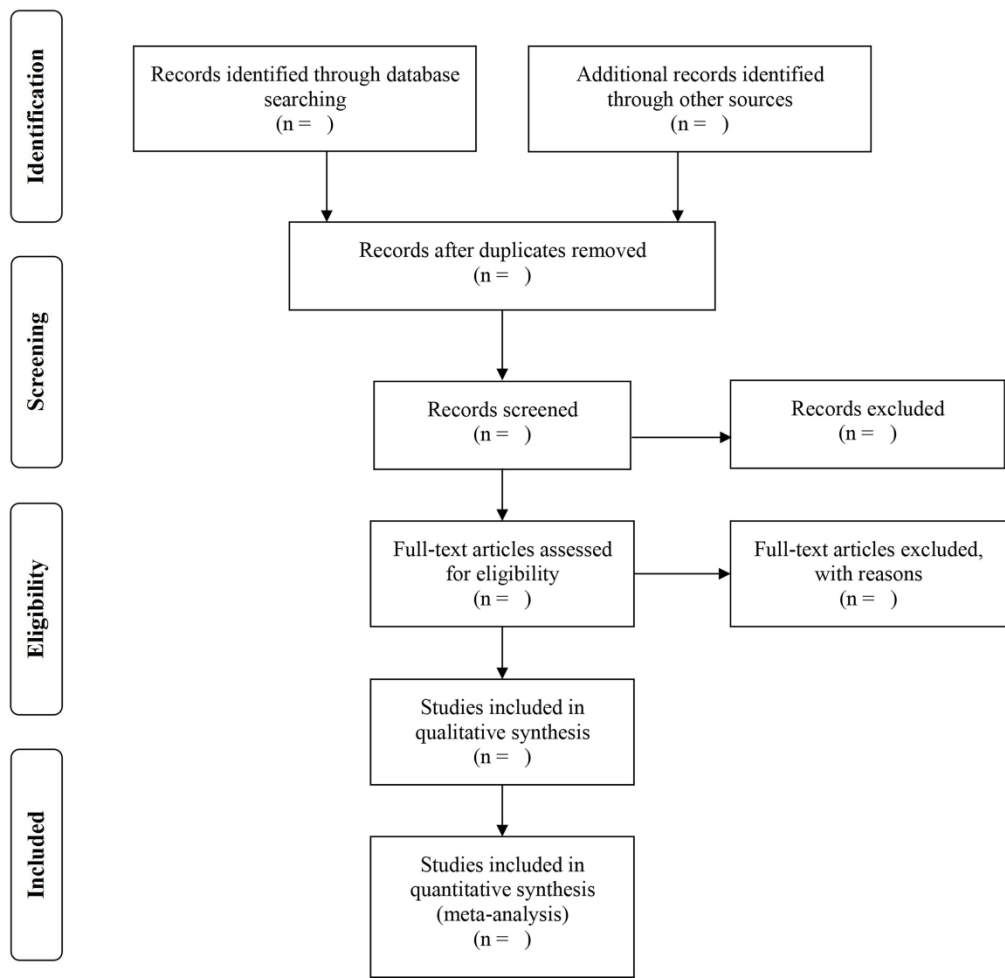 Identification
Records identified through database
searching
(n =   )
Additional records identified
through other sources
(n =   )
Records after duplicates removed
(n =   )
Screening
Records screened
(n =   )
Records excluded
(n =   )
Eligibility
Full-text articles assessed
for eligibility
(n =   )
Full-text articles excluded,
with reasons
(n =   )
Studies included in
qualitative synthesis
(n =   )
Included
Studies included in
quantitative synthesis
(meta-analysis)
(n =   )